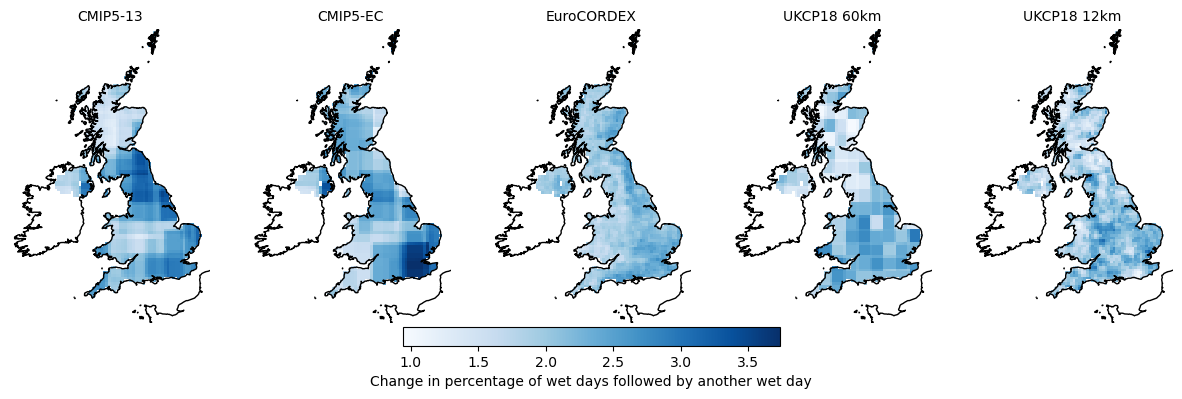 CMIP5-13
CMIP5-EC
EuroCORDEX
UKCP18 60km
UKCP18 12km
1.0
1.5
2.0
2.5
3.0
3.5
Change in percentage of wet days followed by another wet day